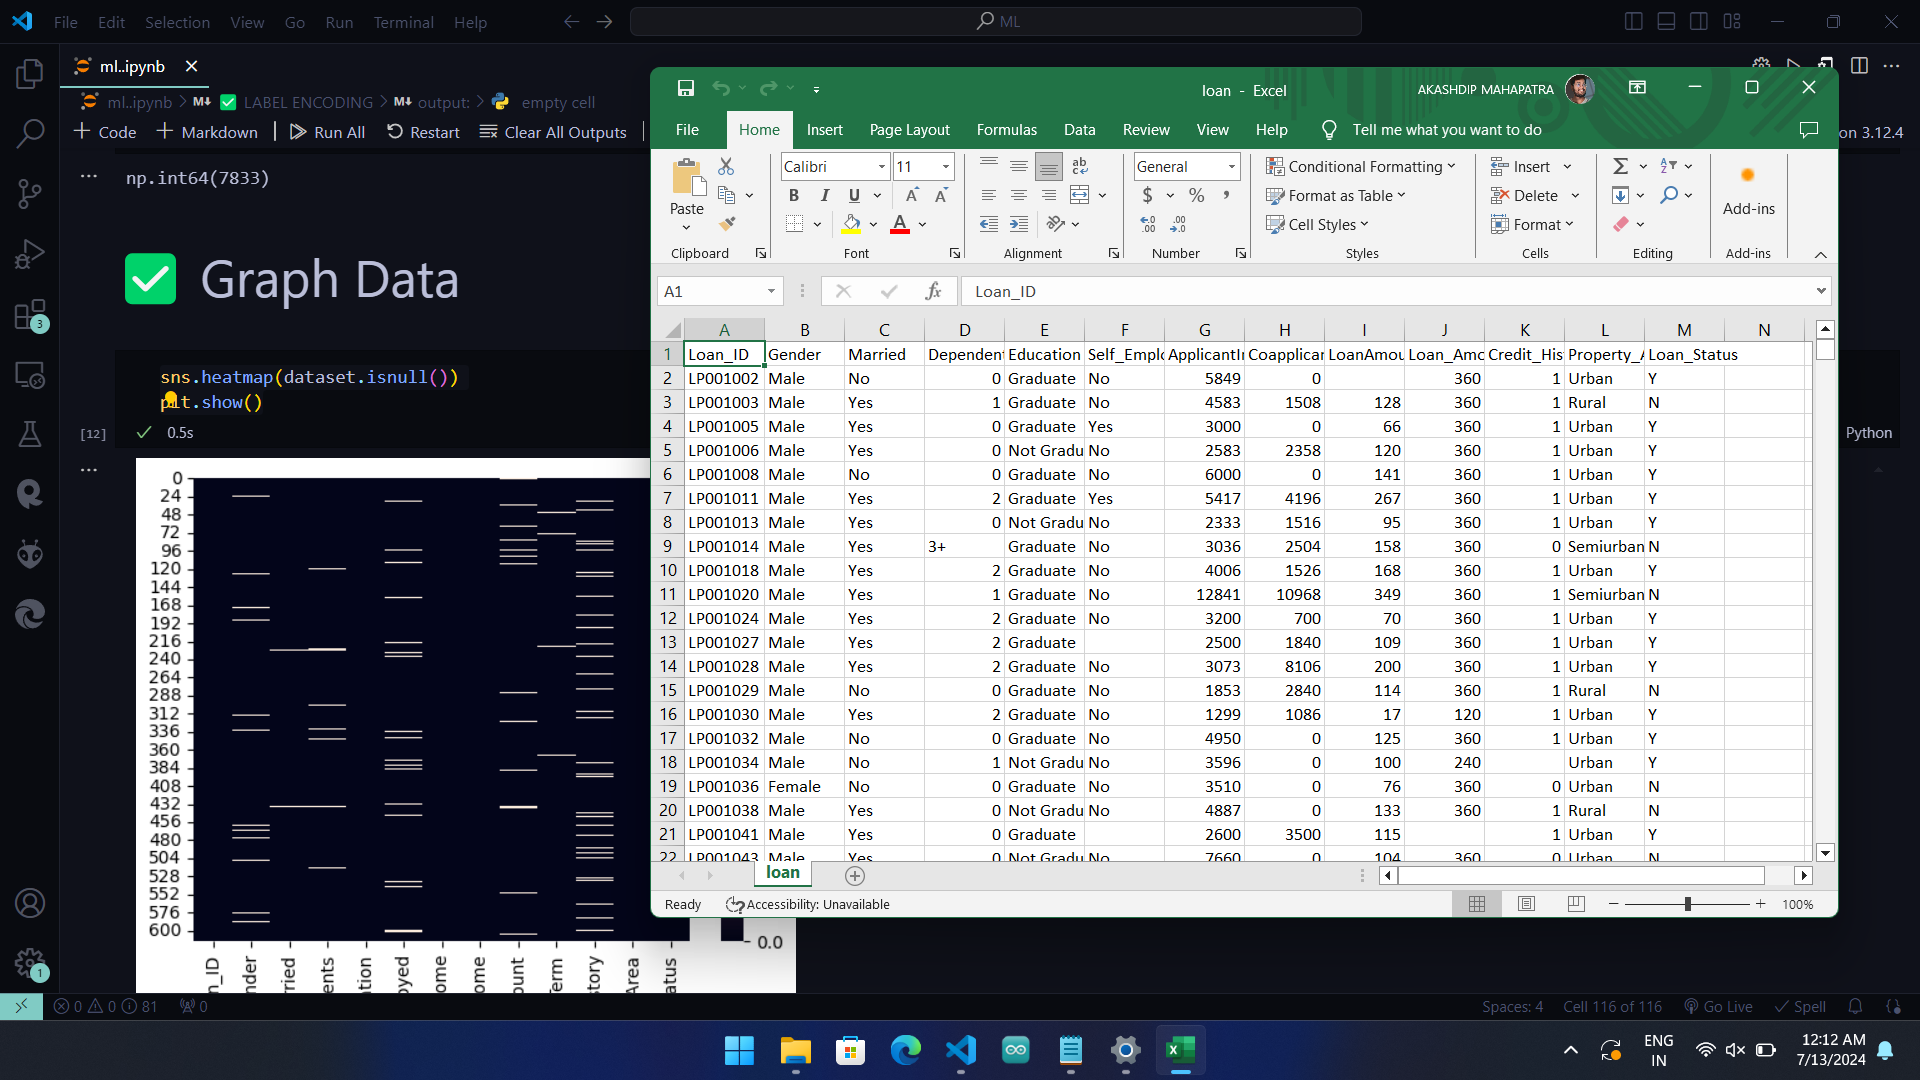 File Edit Selection View Go Run Terminal Help
ML
ml..ipynb
ml..ipynb > M↓ ✅ LABEL ENCODING > M↓ output: > empty cell
+ Code + Markdown | Run All Restart Clear All Outputs
on 3.12.4
np.int64(7833)
✅ Graph Data
sns.heatmap(dataset.isnull())
plt.show()
[12] ✓ 0.5s
Python
0
24
48
72
96
120
144
168
192
216
240
264
288
312
336
360
384
408
432
456
480
504
528
552
576
600
0.0
n_ID
nder
rried
ents
ation
oyed
ome
ome
ount
Term
story
Area
atus
loan - Excel
AKASHDIP MAHAPATRA
File Home Insert Page Layout Formulas Data Review View Help Tell me what you want to do
Paste
Clipboard
Calibri 11
B I U
Font
ab
Alignment
General
$ % ,
Number
Conditional Formatting
Format as Table
Cell Styles
Styles
Insert
Delete
Format
Cells
Editing
Add-ins
Add-ins
A1 fx Loan_ID
A B C D E F G H I J K L M N
1 Loan_ID Gender Married Dependent Education Self_Emplo ApplicantIn Coapplican LoanAmou Loan_Amo Credit_His Property_A Loan_Status
2 LP001002 Male No 0 Graduate No 5849 0 360 1 Urban Y
3 LP001003 Male Yes 1 Graduate No 4583 1508 128 360 1 Rural N
4 LP001005 Male Yes 0 Graduate Yes 3000 0 66 360 1 Urban Y
5 LP001006 Male Yes 0 Not Gradu No 2583 2358 120 360 1 Urban Y
6 LP001008 Male No 0 Graduate No 6000 0 141 360 1 Urban Y
7 LP001011 Male Yes 2 Graduate Yes 5417 4196 267 360 1 Urban Y
8 LP001013 Male Yes 0 Not Gradu No 2333 1516 95 360 1 Urban Y
9 LP001014 Male Yes 3+ Graduate No 3036 2504 158 360 0 Semiurban N
10 LP001018 Male Yes 2 Graduate No 4006 1526 168 360 1 Urban Y
11 LP001020 Male Yes 1 Graduate No 12841 10968 349 360 1 Semiurban N
12 LP001024 Male Yes 2 Graduate No 3200 700 70 360 1 Urban Y
13 LP001027 Male Yes 2 Graduate 2500 1840 109 360 1 Urban Y
14 LP001028 Male Yes 2 Graduate No 3073 8106 200 360 1 Urban Y
15 LP001029 Male No 0 Graduate No 1853 2840 114 360 1 Rural N
16 LP001030 Male Yes 2 Graduate No 1299 1086 17 120 1 Urban Y
17 LP001032 Male No 0 Graduate No 4950 0 125 360 1 Urban Y
18 LP001034 Male No 1 Not Gradu No 3596 0 100 240 Urban Y
19 LP001036 Female No 0 Graduate No 3510 0 76 360 0 Urban N
20 LP001038 Male Yes 0 Not Gradu No 4887 0 133 360 1 Rural N
21 LP001041 Male Yes 0 Graduate 2600 3500 115 1 Urban Y
22 LP001043 Male Yes 0 Not Gradu No 7660 0 104 360 0 Urban N
loan
Ready Accessibility: Unavailable 100%
3
1
0 0 81 0
Spaces: 4 Cell 116 of 116 Go Live Spell
ENG
IN
12:12 AM
7/13/2024